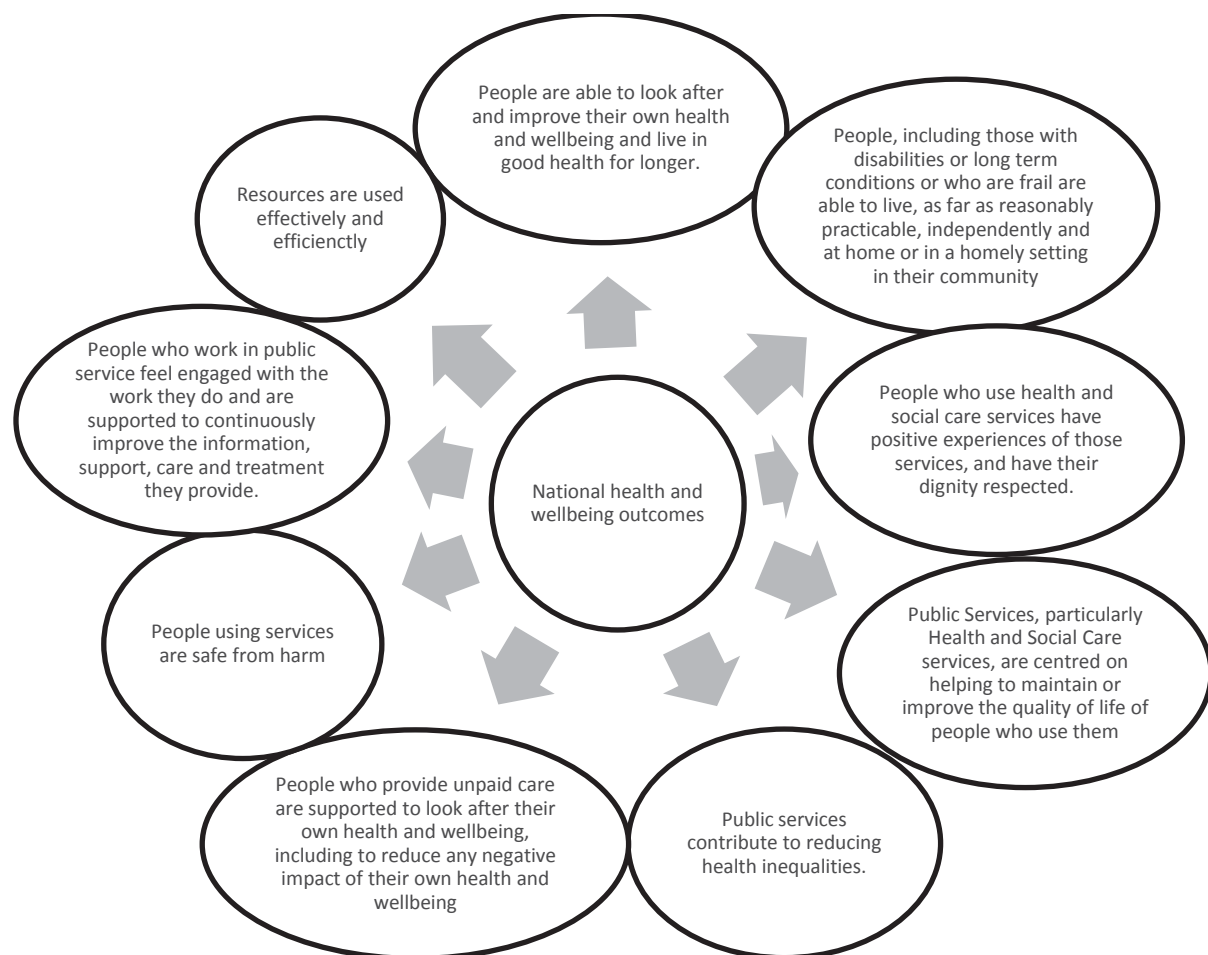 People are able to look after
and improve their own health
and wellbeing and live in
good health for longer.
People, including those with
disabilities or long term
conditions or who are frail are
able to live, as far as reasonably
practicable, independently and
at home or in a homely setting
in their community
People who use health and
social care services have
positive experiences of those
services, and have their
dignity respected.
Public Services, particularly
Health and Social Care
services, are centred on
helping to maintain or
improve the quality of life of
people who use them
Public services
contribute to reducing
health inequalities.
People who provide unpaid care
are supported to look after their
own health and wellbeing,
including to reduce any negative
impact of their own health and
wellbeing
People using services
are safe from harm
People who work in public
service feel engaged with the
work they do and are
supported to continuously
improve the information,
support, care and treatment
they provide.
Resources are used
effectively and
efficienctly
National health and
wellbeing outcomes